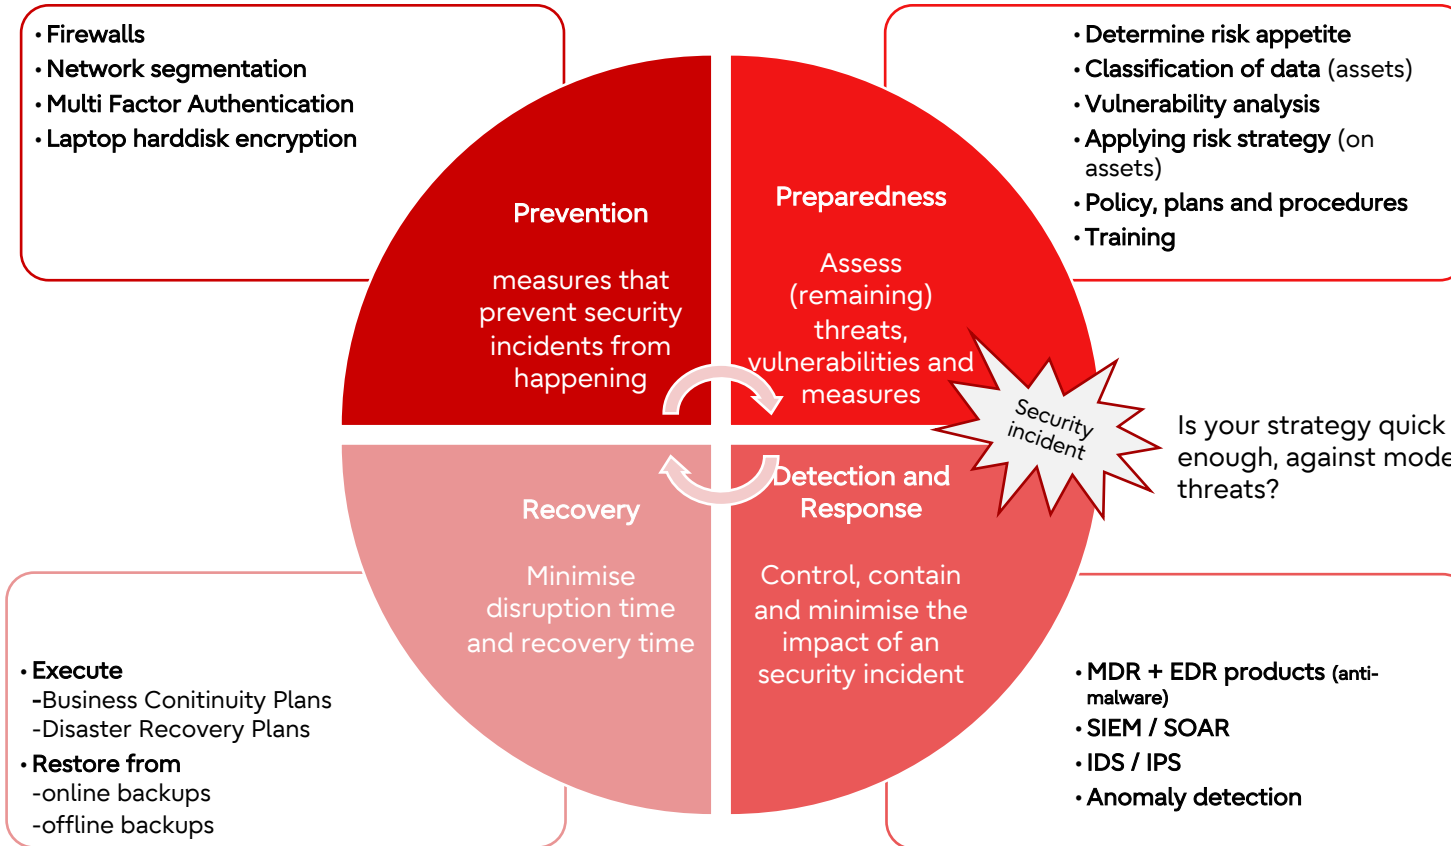 • Firewalls
• Network segmentation
• Multi Factor Authentication
• Laptop harddisk encryption
• Determine risk appetite
• Classification of data (assets)
• Vulnerability analysis
• Applying risk strategy (on
assets)
• Policy, plans and procedures
• Training
Prevention
measures that
prevent security
incidents from
happening
Preparedness
Assess
(remaining)
threats,
vulnerabilities and
measures
Security
incident
Is your strategy quick
enough, against mode
threats?
Recovery
Minimise
disruption time
and recovery time
Detection and
Response
Control, contain
and minimise the
impact of an
security incident
• Execute
-Business Conitinuity Plans
-Disaster Recovery Plans
• Restore from
-online backups
-offline backups
• MDR + EDR products (anti-
malware)
• SIEM / SOAR
• IDS / IPS
• Anomaly detection